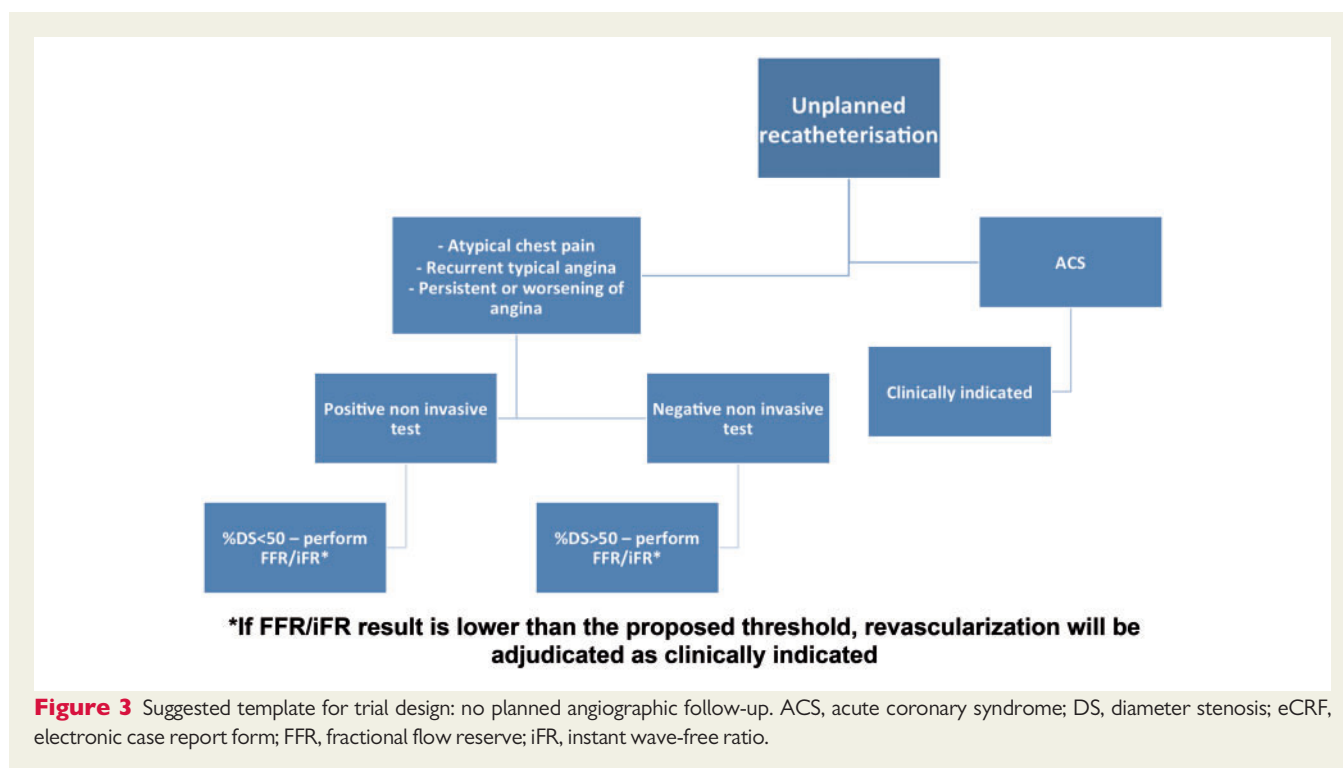 Unplanned
recatheterisation
- Atypical chest pain
- Recurrent typical angina
- Persistent or worsening of
angina
ACS
Positive non invasive
test
Negative non invasive
test
Clinically indicated
%DS<50 – perform
FFR/iFR*
%DS>50 – perform
FFR/iFR*
*If FFR/iFR result is lower than the proposed threshold, revascularization will be
adjudicated as clinically indicated
Figure 3 Suggested template for trial design: no planned angiographic follow-up. ACS, acute coronary syndrome; DS, diameter stenosis; eCRF,
electronic case report form; FFR, fractional flow reserve; iFR, instant wave-free ratio.